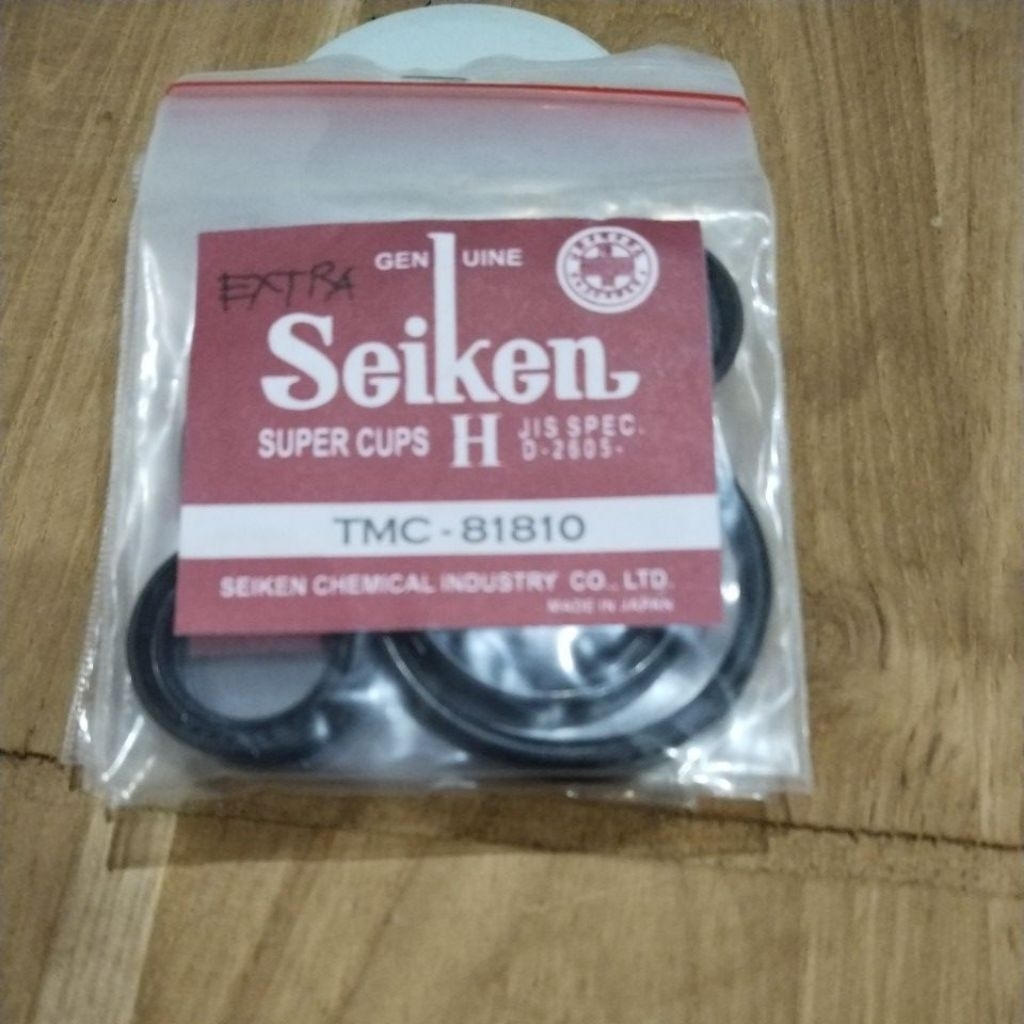 GENUINE
EXTRA
Seiken
SUPER CUPS H JIS SPEC.
D-2605-
TMC - 81810
SEIKEN CHEMICAL INDUSTRY CO., LTD.
MADE IN JAPAN